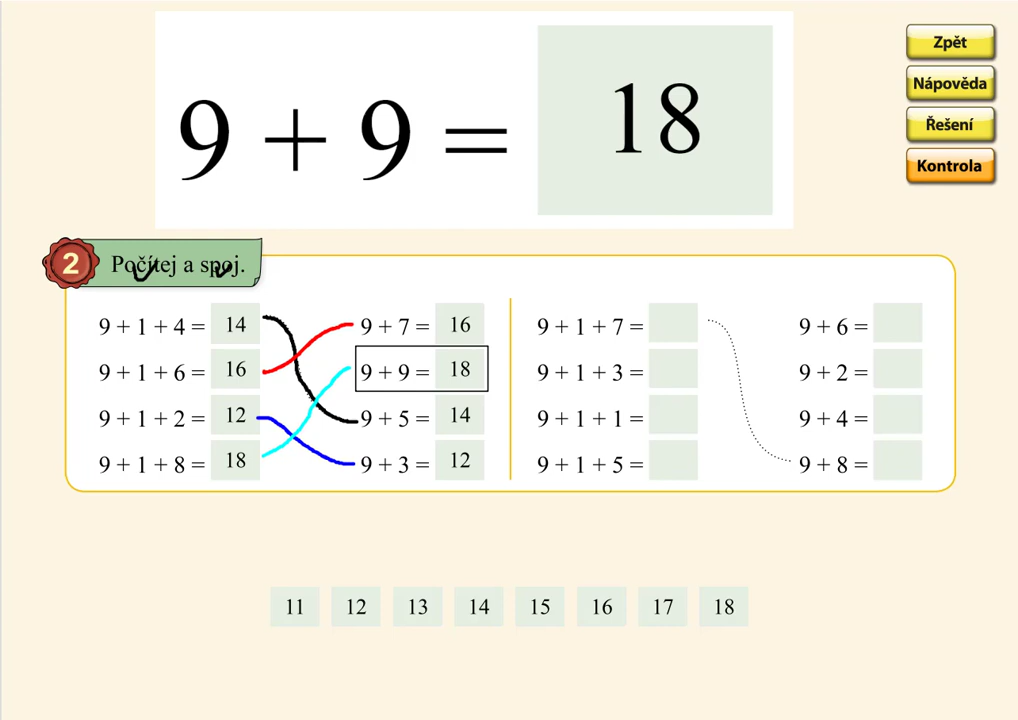 9 + 9 = 18
Zpět
Nápověda
Řešení
Kontrola
2 Počítej a spoj.
9 + 1 + 4 = 14 9 + 7 = 16 9 + 1 + 7 = 9 + 6 =
9 + 1 + 6 = 16 9 + 9 = 18 9 + 1 + 3 = 9 + 2 =
9 + 1 + 2 = 12 9 + 5 = 14 9 + 1 + 1 = 9 + 4 =
9 + 1 + 8 = 18 9 + 3 = 12 9 + 1 + 5 = 9 + 8 =
11 12 13 14 15 16 17 18